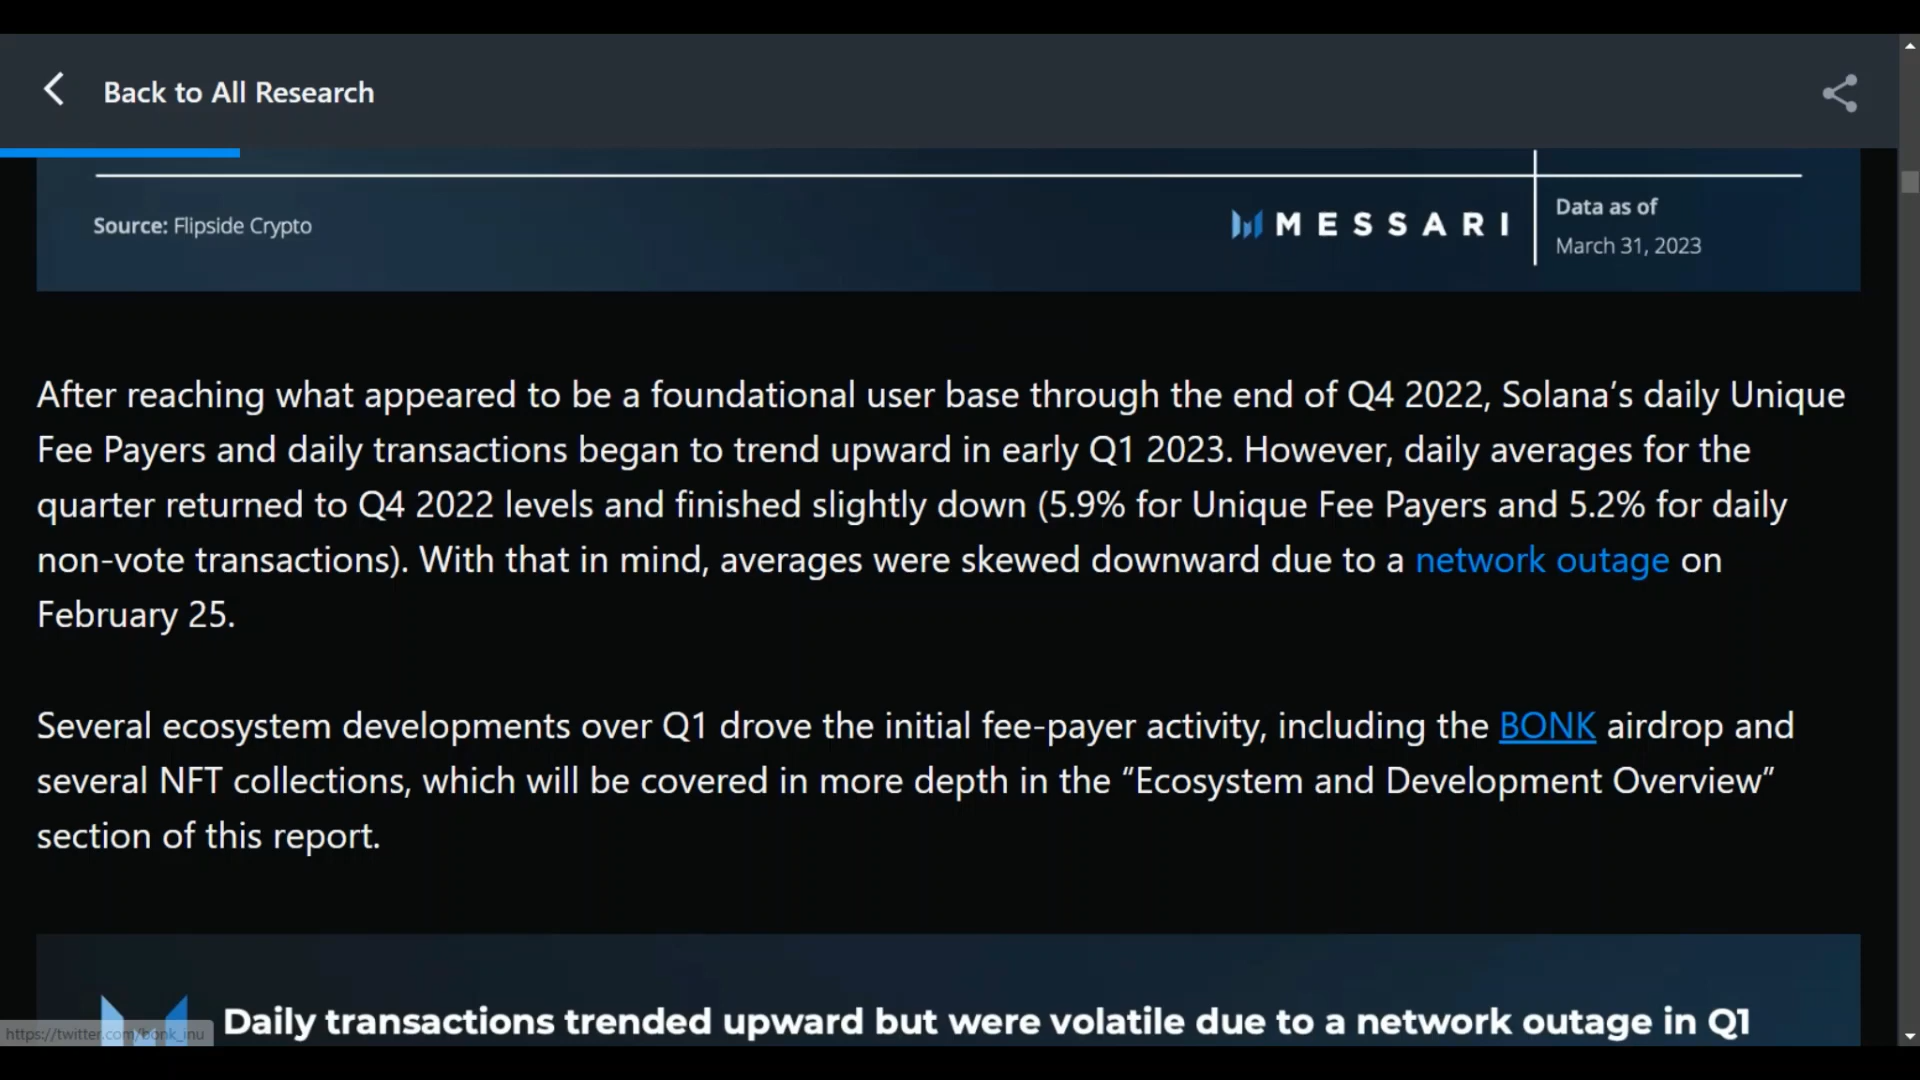 Back to All Research
Source: Flipside Crypto
MESSARI
Data as of
March 31, 2023
After reaching what appeared to be a foundational user base through the end of Q4 2022, Solana’s daily Unique
Fee Payers and daily transactions began to trend upward in early Q1 2023. However, daily averages for the
quarter returned to Q4 2022 levels and finished slightly down (5.9% for Unique Fee Payers and 5.2% for daily
non-vote transactions). With that in mind, averages were skewed downward due to a network outage on
February 25.
Several ecosystem developments over Q1 drove the initial fee-payer activity, including the BONK airdrop and
several NFT collections, which will be covered in more depth in the “Ecosystem and Development Overview”
section of this report.
Daily transactions trended upward but were volatile due to a network outage in Q1
https://twitter.com/bonk_inu